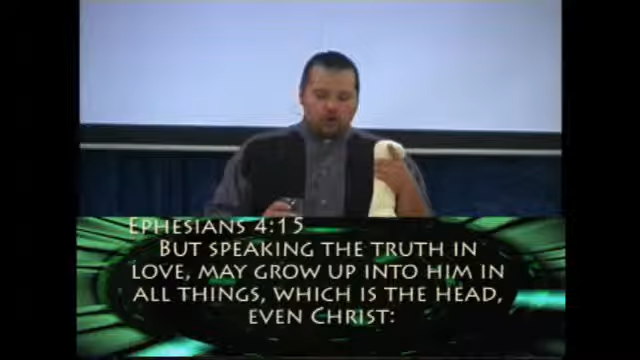 EPHESIANS 4:15
BUT SPEAKING THE TRUTH IN
LOVE, MAY GROW UP INTO HIM IN
ALL THINGS, WHICH IS THE HEAD,
EVEN CHRIST: